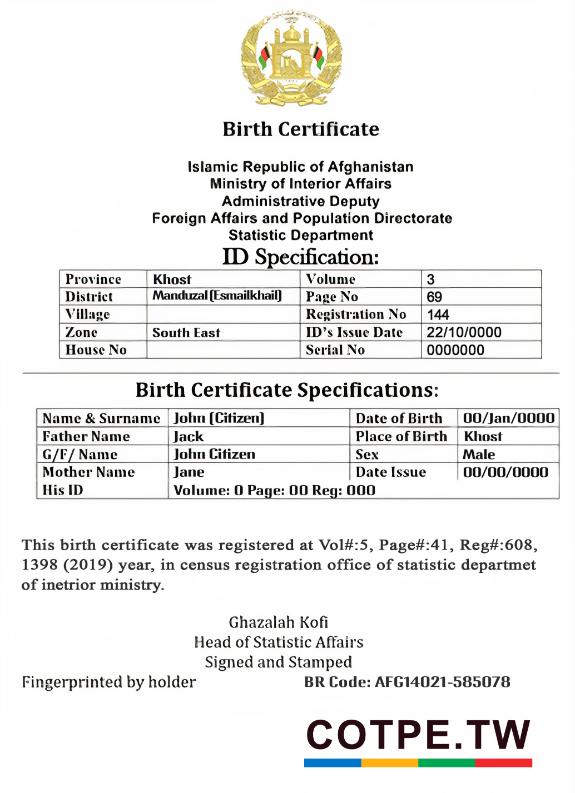 Birth Certificate
Islamic Republic of Afghanistan
Ministry of Interior Affairs
Administrative Deputy
Foreign Affairs and Population Directorate
Statistic Department
ID Specification:
Province Khost Volume 3
District Manduzal (Esmailkhail) Page No 69
Village Registration No 144
Zone South East ID's Issue Date 22/10/0000
House No Serial No 0000000
Birth Certificate Specifications:
Name & Surname John (Citizen) Date of Birth 00/Jan/0000
Father Name Jack Place of Birth Khost
G/F/ Name John Citizen Sex Male
Mother Name Jane Date Issue 00/00/0000
His ID Volume: 0 Page: 00 Reg: 000
This birth certificate was registered at Vol#:5, Page#:41, Reg#:608,
1398 (2019) year, in census registration office of statistic departmet
of inetrior ministry.
Ghazalah Kofi
Head of Statistic Affairs
Signed and Stamped
Fingerprinted by holder BR Code: AFG14021-585078
COTPE.TW